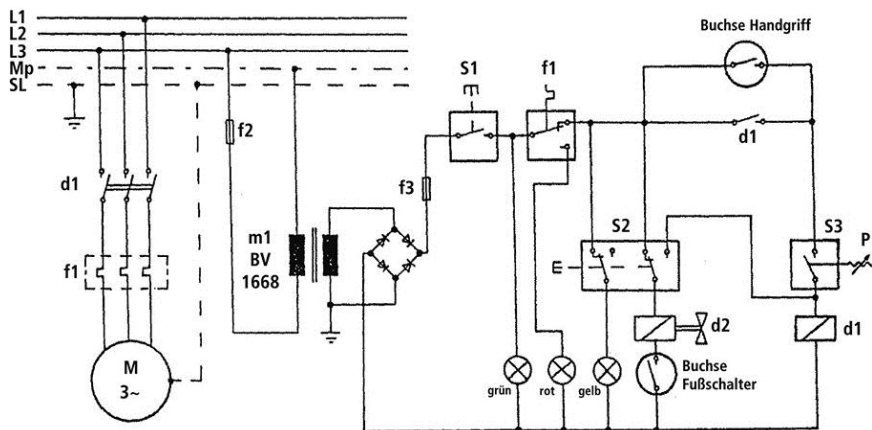 L1
L2
L3
Mp
SL
Buchse Handgriff
S1
f1
f2
d1
d1
f3
S2
S3
m1
BV
1668
P
f1
d2
d1
M
3~
grün
rot
gelb
Buchse
Fußschalter